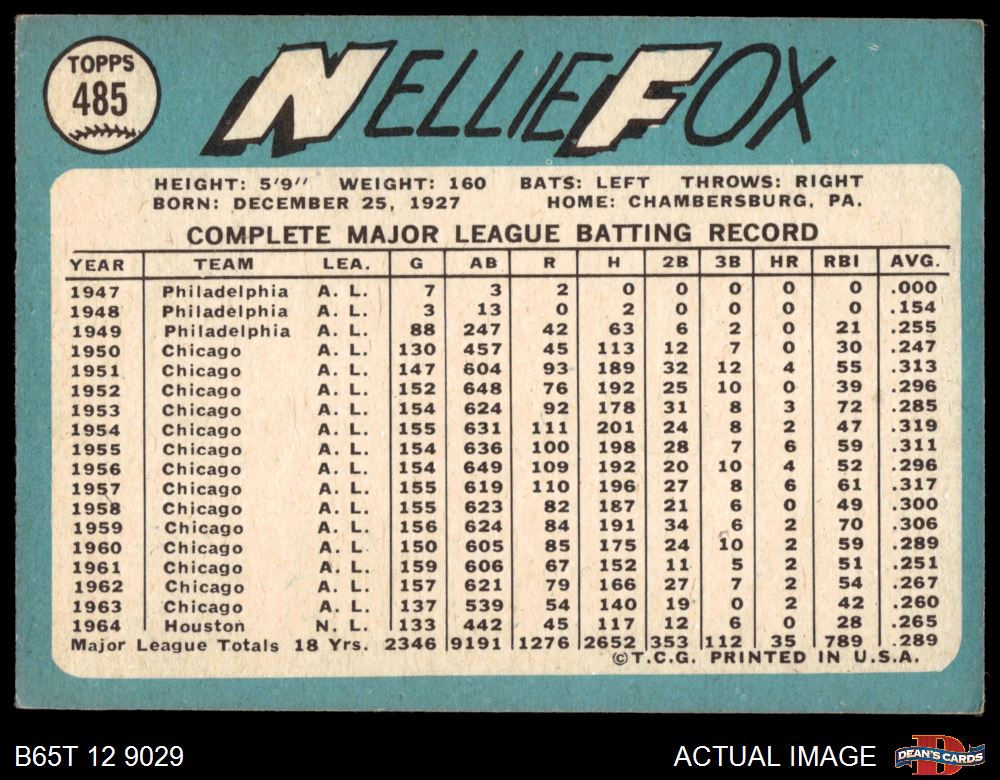 TOPPS
485
NELLIE FOX
HEIGHT: 5'9" WEIGHT: 160 BATS: LEFT THROWS: RIGHT
BORN: DECEMBER 25, 1927 HOME: CHAMBERSBURG, PA.
COMPLETE MAJOR LEAGUE BATTING RECORD
YEAR TEAM LEA. G AB R H 2B 3B HR RBI AVG.
1947 Philadelphia A. L. 7 3 2 0 0 0 0 0 .000
1948 Philadelphia A. L. 3 13 0 2 0 0 0 0 .154
1949 Philadelphia A. L. 88 247 42 63 6 2 0 21 .255
1950 Chicago A. L. 130 457 45 113 12 7 0 30 .247
1951 Chicago A. L. 147 604 93 189 32 12 4 55 .313
1952 Chicago A. L. 152 648 76 192 25 10 0 39 .296
1953 Chicago A. L. 154 624 92 178 31 8 3 72 .285
1954 Chicago A. L. 155 631 111 201 24 8 2 47 .319
1955 Chicago A. L. 154 636 100 198 28 7 6 59 .311
1956 Chicago A. L. 154 649 109 192 20 10 4 52 .296
1957 Chicago A. L. 155 619 110 196 27 8 6 61 .317
1958 Chicago A. L. 155 623 82 187 21 6 0 49 .300
1959 Chicago A. L. 156 624 84 191 34 6 2 70 .306
1960 Chicago A. L. 150 605 85 175 24 10 2 59 .289
1961 Chicago A. L. 159 606 67 152 11 5 2 51 .251
1962 Chicago A. L. 157 621 79 166 27 7 2 54 .267
1963 Chicago A. L. 137 539 54 140 19 0 2 42 .260
1964 Houston N. L. 133 442 45 117 12 6 0 28 .265
Major League Totals 18 Yrs. 2346 9191 1276 2652 353 112 35 789 .289
©T.C.G. PRINTED IN U.S.A.
B65T 12 9029 ACTUAL IMAGE
D
DEAN'S CARDS